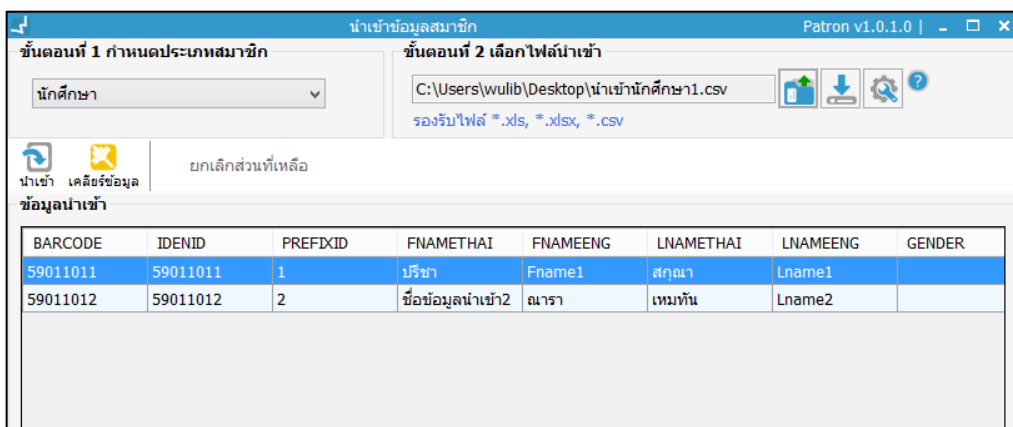 นำเข้าข้อมูลสมาชิก Patron v1.0.1.0 |
ขั้นตอนที่ 1 กำหนดประเภทสมาชิก
ขั้นตอนที่ 2 เลือกไฟล์นำเข้า
นักศึกษา
C:\Users\wulib\Desktop\นำเข้านักศึกษา1.csv
รองรับไฟล์ *.xls, *.xlsx, *.csv
นำเข้า เคลียร์ข้อมูล ยกเลิกส่วนที่เหลือ
ข้อมูลนำเข้า
BARCODE IDENID PREFIXID FNAMETHAI FNAMEENG LNAMETHAI LNAMEENG GENDER
59011011 59011011 1 ปรีชา Fname1 สกุณา Lname1
59011012 59011012 2 ชื่อข้อมูลนำเข้า2 ณารา เหมทัน Lname2